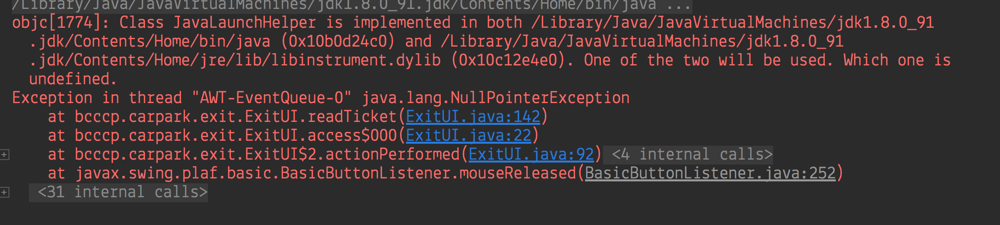 /Library/Java/JavaVirtualMachines/jdk1.8.0_91.jdk/Contents/Home/bin/java ...
objc[1774]: Class JavaLaunchHelper is implemented in both /Library/Java/JavaVirtualMachines/jdk1.8.0_91
.jdk/Contents/Home/bin/java (0x10b0d24c0) and /Library/Java/JavaVirtualMachines/jdk1.8.0_91
.jdk/Contents/Home/jre/lib/libinstrument.dylib (0x10c12e4e0). One of the two will be used. Which one is
undefined.
Exception in thread "AWT-EventQueue-0" java.lang.NullPointerException
at bcccp.carpark.exit.ExitUI.readTicket(ExitUI.java:142)
at bcccp.carpark.exit.ExitUI.access$000(ExitUI.java:22)
at bcccp.carpark.exit.ExitUI$2.actionPerformed(ExitUI.java:92) <4 internal calls>
at javax.swing.plaf.basic.BasicButtonListener.mouseReleased(BasicButtonListener.java:252)
<31 internal calls>